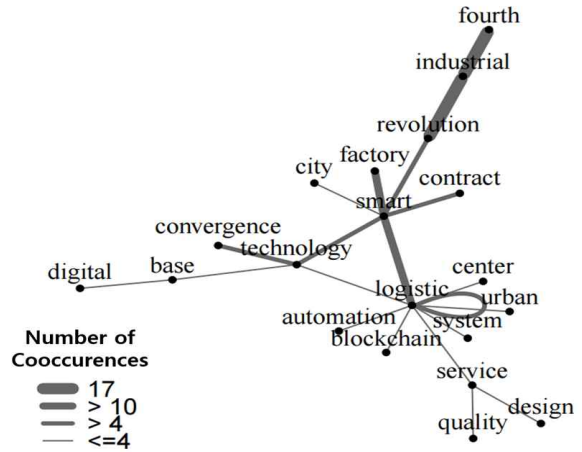 fourth
industrial
revolution
factory
city
smart
contract
convergence
technology
digital
base
center
logistic
urban
automation
system
blockchain
service
quality
design
Number of
Cooccurences
17
> 10
> 4
<=4